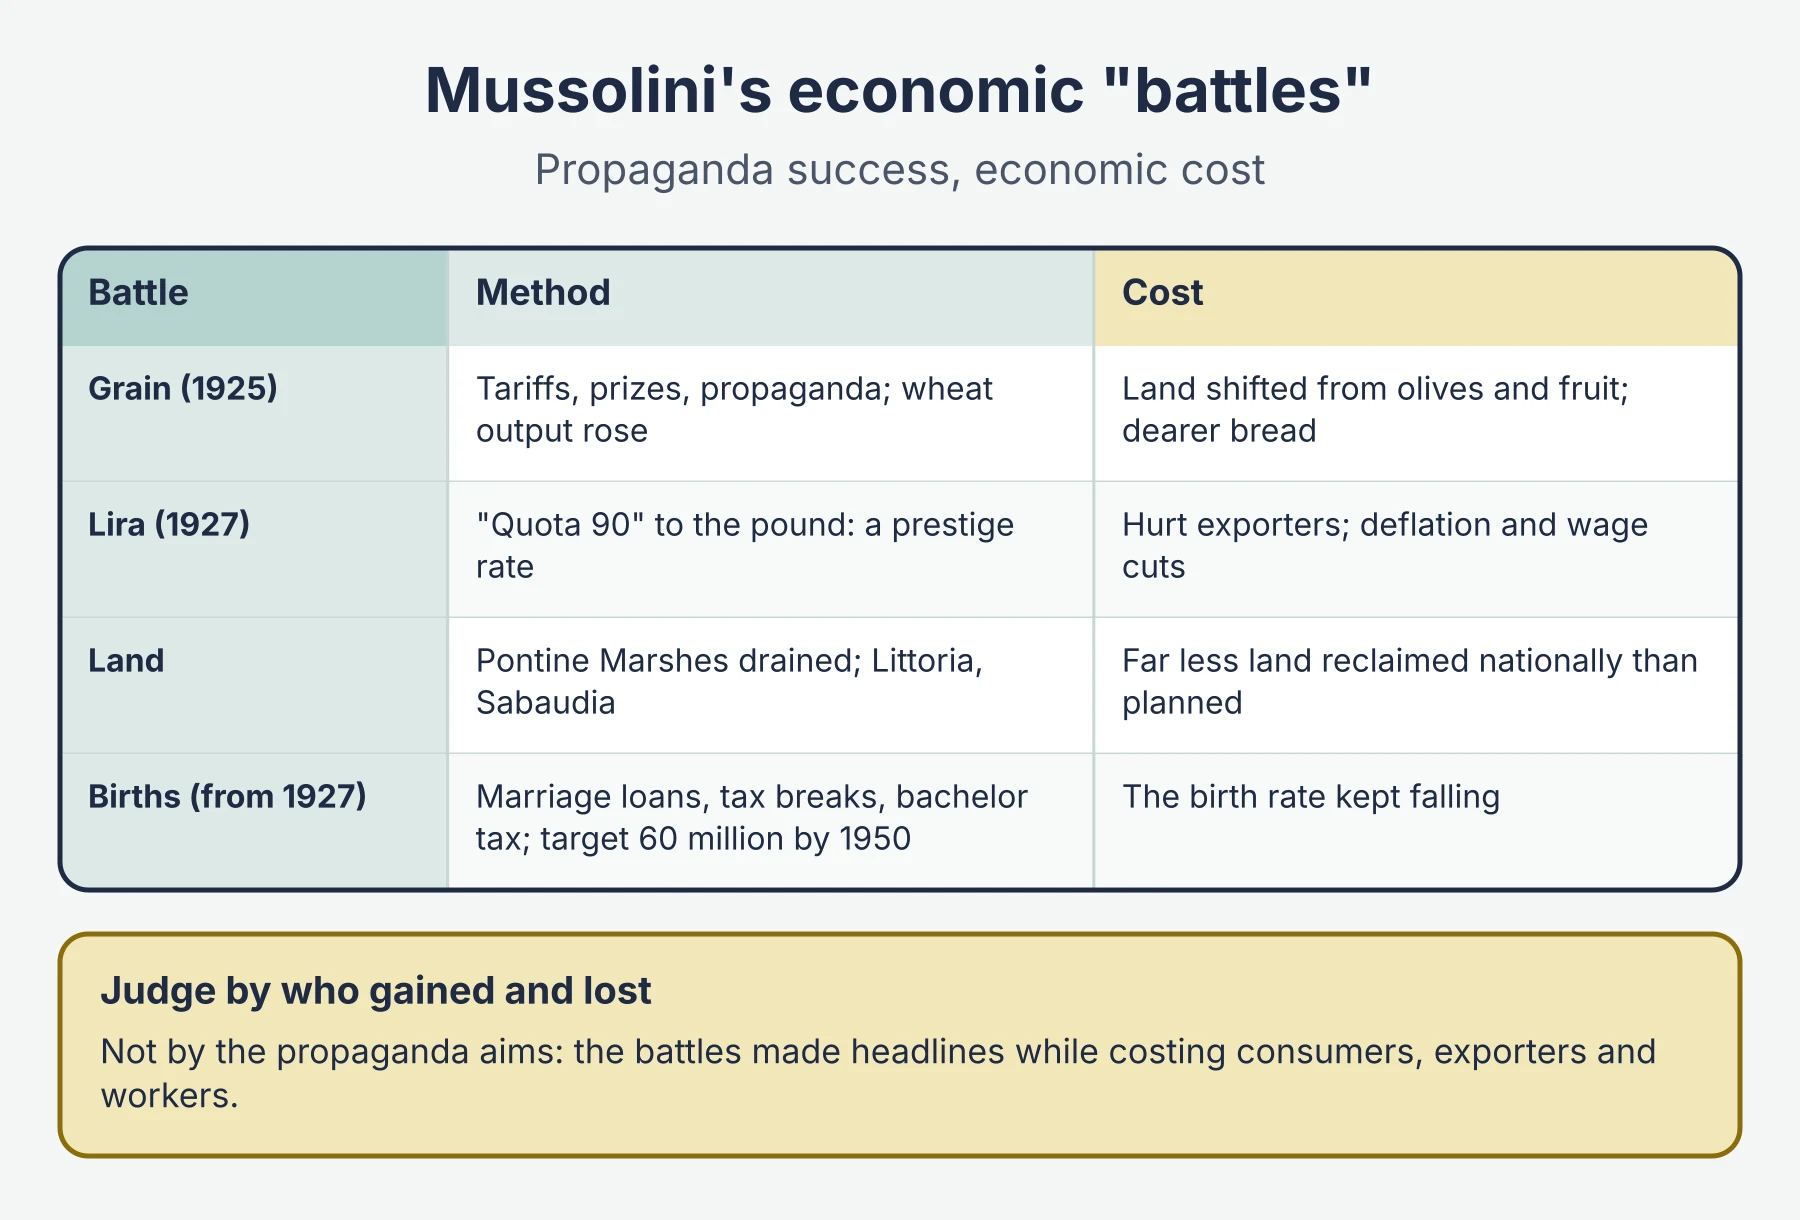 Mussolini's economic "battles"
Propaganda success, economic cost
Battle
Method
Cost
Grain (1925)
Tariffs, prizes, propaganda; wheat
output rose
Land shifted from olives and fruit;
dearer bread
Lira (1927)
"Quota 90" to the pound: a prestige
rate
Hurt exporters; deflation and wage
cuts
Land
Pontine Marshes drained; Littoria,
Sabaudia
Far less land reclaimed nationally than
planned
Births (from 1927)
Marriage loans, tax breaks, bachelor
tax; target 60 million by 1950
The birth rate kept falling
Judge by who gained and lost
Not by the propaganda aims: the battles made headlines while costing consumers, exporters and
workers.